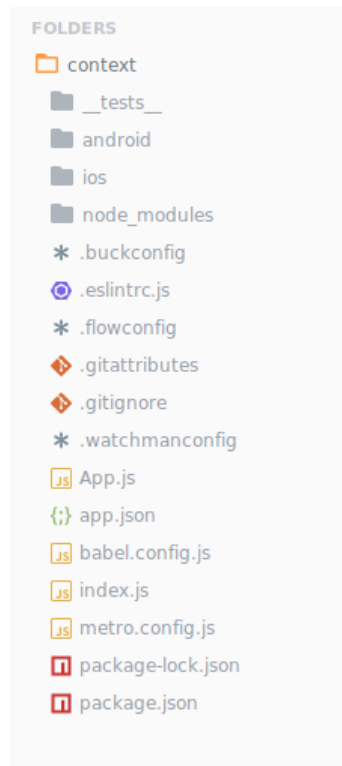 FOLDERS
context
__tests__
android
ios
node_modules
.buckconfig
.eslintrc.js
.flowconfig
.gitattributes
.gitignore
.watchmanconfig
App.js
app.json
babel.config.js
index.js
metro.config.js
package-lock.json
package.json